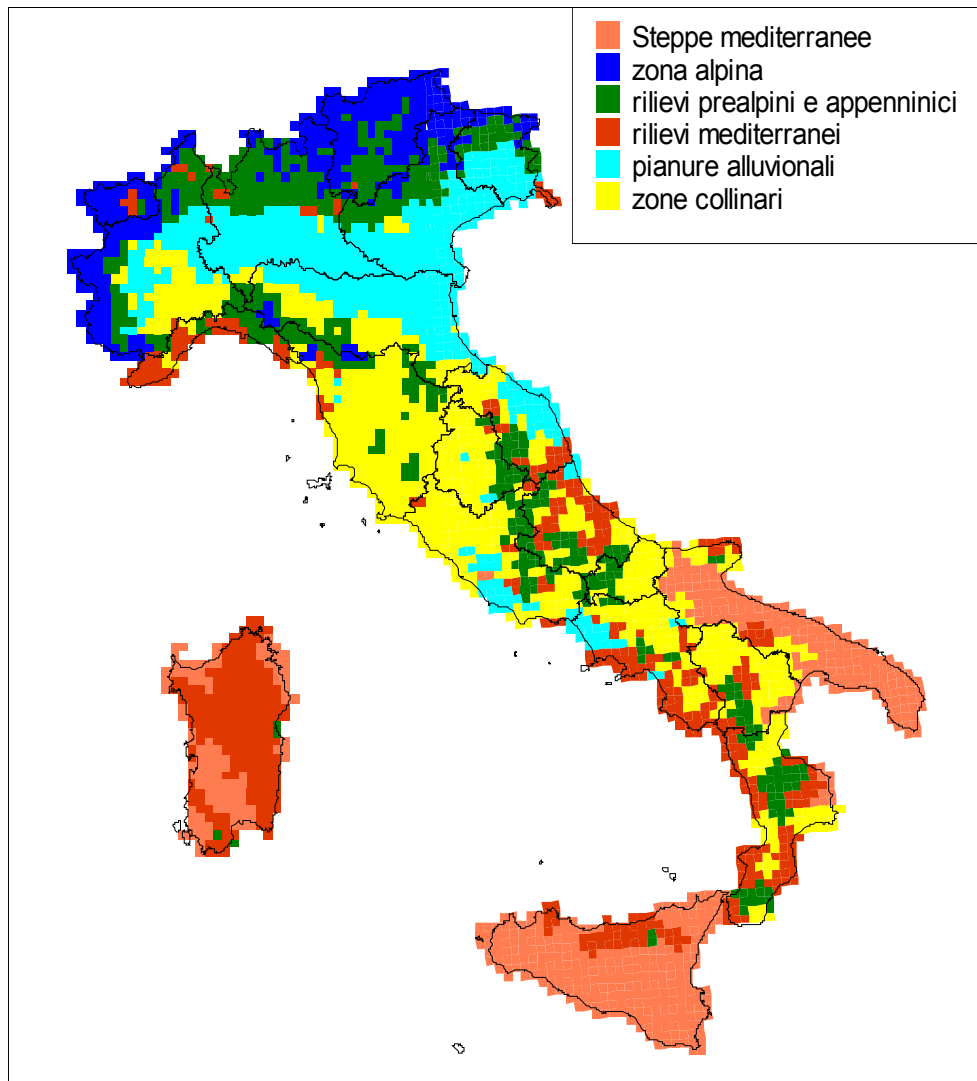 Steppe mediterranee
zona alpina
rilievi prealpini e appenninici
rilievi mediterranei
pianure alluvionali
zone collinari